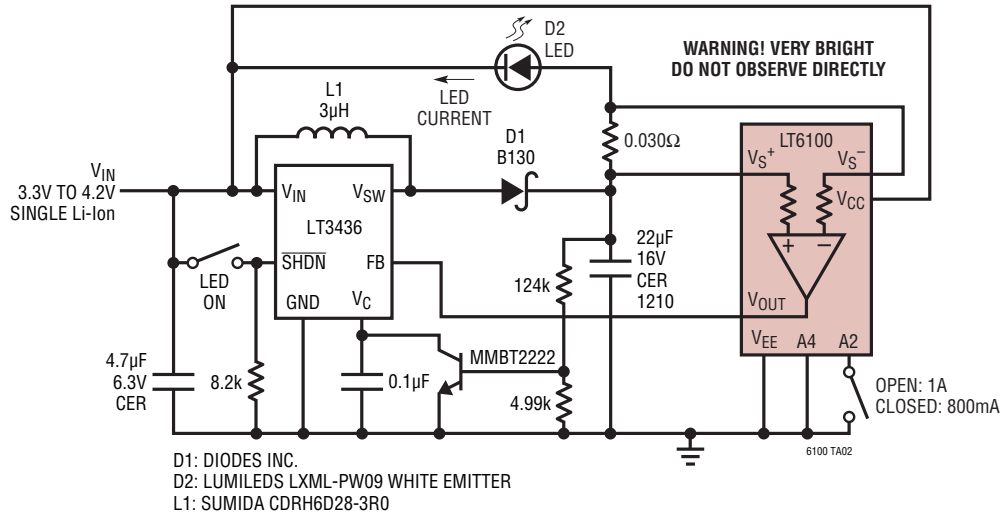 D2
LED
WARNING! VERY BRIGHT
DO NOT OBSERVE DIRECTLY
LED
CURRENT
L1
3µH
D1
B130
0.030Ω
LT6100
VS+
VS–
VCC
VIN
3.3V TO 4.2V
SINGLE Li-Ion
VIN
VSW
LT3436
SHDN
FB
GND
VC
LED
ON
124k
22µF
16V
CER
1210
VOUT
+
–
VEE
A4
A2
4.7µF
6.3V
CER
8.2k
0.1µF
MMBT2222
4.99k
OPEN: 1A
CLOSED: 800mA
6100 TA02
D1: DIODES INC.
D2: LUMILEDS LXML-PW09 WHITE EMITTER
L1: SUMIDA CDRH6D28-3R0